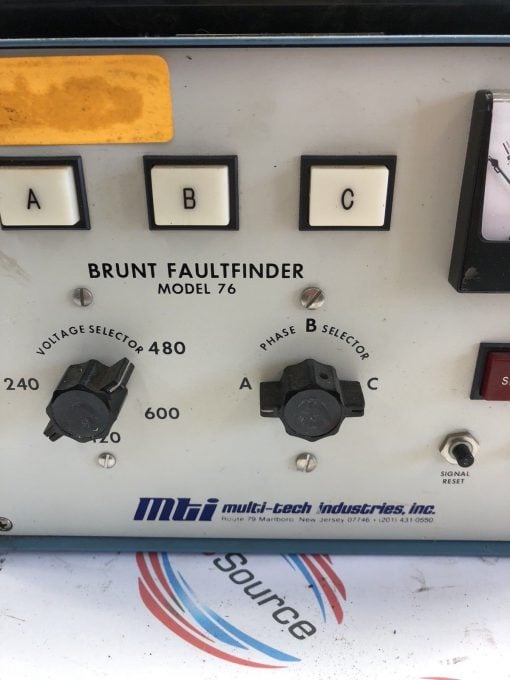 A
B
C
BRUNT FAULTFINDER
MODEL 76
VOLTAGE SELECTOR
480
240
600
120
PHASE SELECTOR
A
B
C
SIGNAL
RESET
mti multi-tech industries, inc.
Route 79 Marlboro, New Jersey 07746 • (201) 431-0550
Source